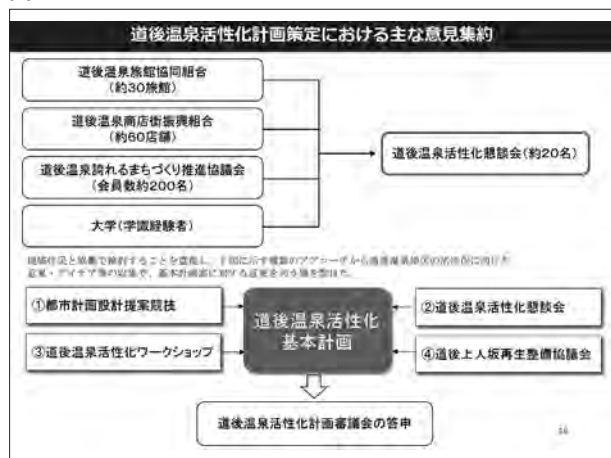 道後温泉活性化計画策定における主な意見集約
道後温泉旅館協同組合
(約30旅館)
道後温泉商店街振興組合
(約60店舗)
道後温泉誇れるまちづくり推進協議会
(会員数約200名)
大学(学識経験者)
道後温泉活性化懇談会(約20名)
①都市計画設計提案競技
②道後温泉活性化懇談会
③道後温泉活性化ワークショップ
④道後上人坂再生整備協議会
道後温泉活性化
基本計画
道後温泉活性化計画審議会の答申